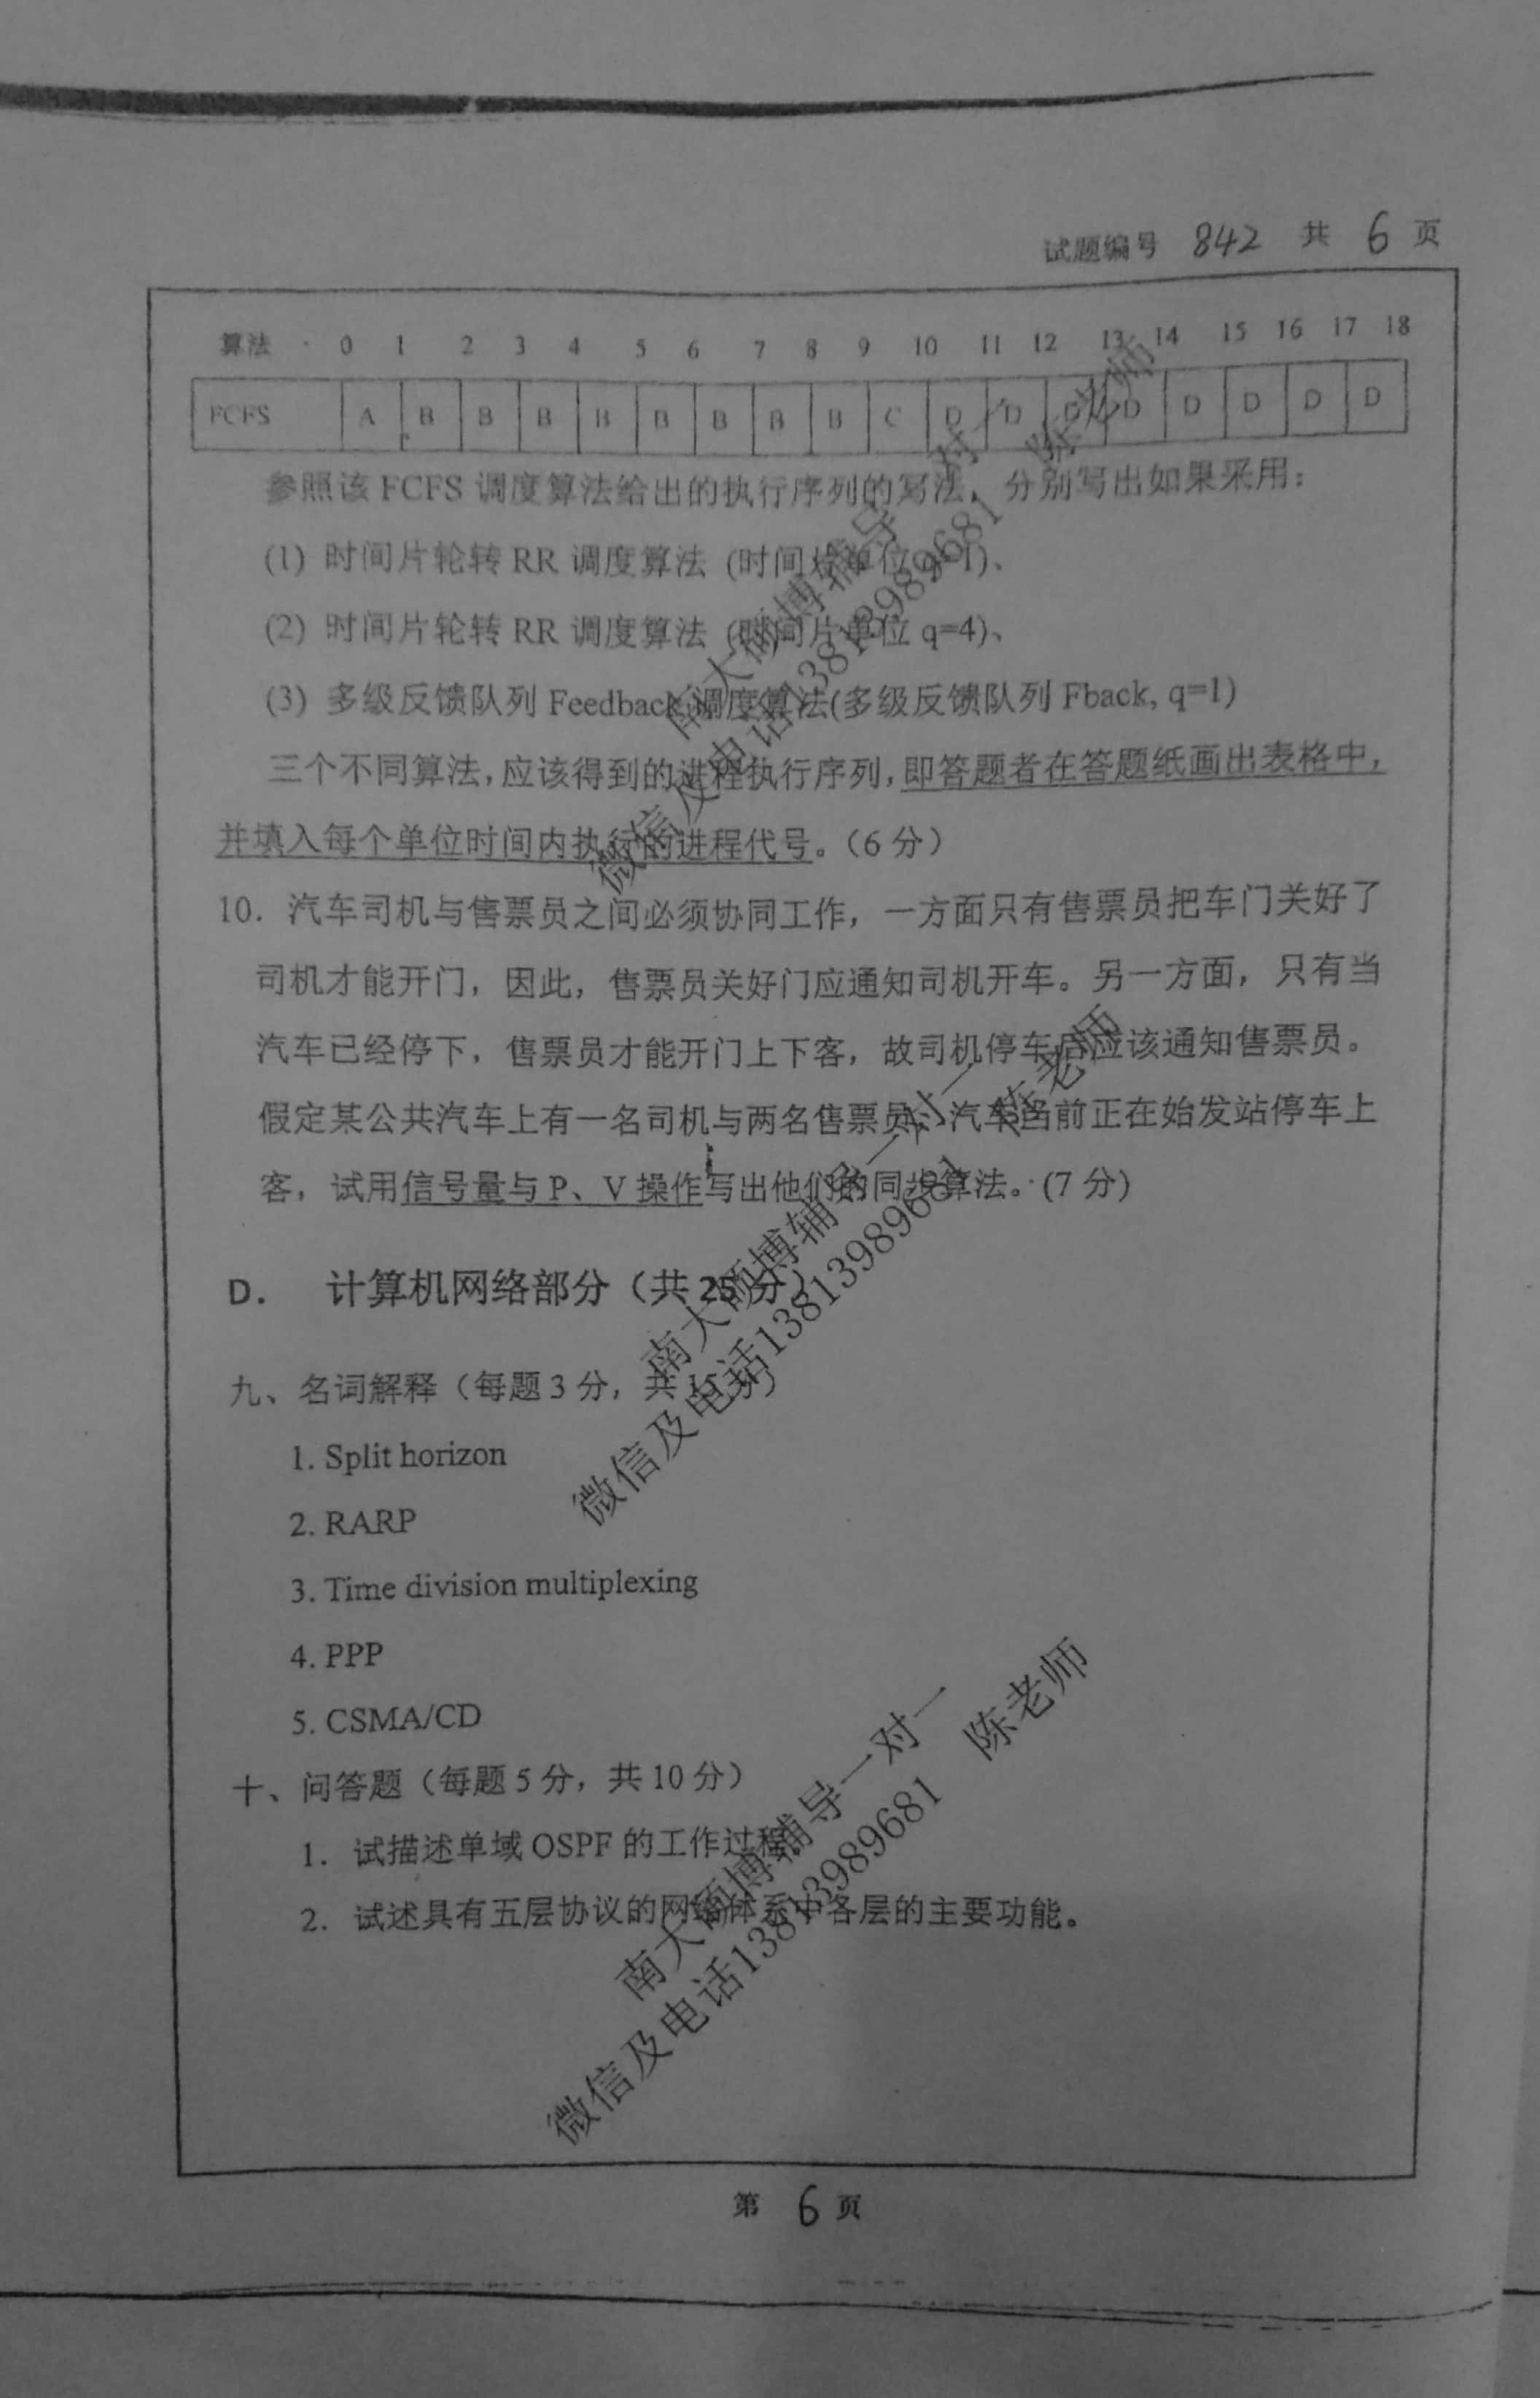 试题编号 842 共 6 页
算法 · 0 1 2 3 4 5 6 7 8 9 10 11 12 13 14 15 16 17 18
FCFS A B B B B B B B B C D D D D D D D D
参照该 FCFS 调度算法给出的执行序列的写法，分别写出如果采用：
(1) 时间片轮转 RR 调度算法 (时间片单位 q=1)、
(2) 时间片轮转 RR 调度算法 (时间片单位 q=4)、
(3) 多级反馈队列 Feedback 调度算法(多级反馈队列 Fback, q=1)
三个不同算法,应该得到的进程执行序列,即答题者在答题纸画出表格中,
并填入每个单位时间内执行的进程代号。（6 分）
10．汽车司机与售票员之间必须协同工作，一方面只有售票员把车门关好了
司机才能开门，因此，售票员关好门应通知司机开车。另一方面，只有当
汽车已经停下，售票员才能开门上下客，故司机停车后应该通知售票员。
假定某公共汽车上有一名司机与两名售票员，汽车当前正在始发站停车上
客，试用信号量与 P、V 操作写出他们的同步算法。(7 分)
D． 计算机网络部分（共 25 分）
九、名词解释（每题 3 分，共 15 分）
1. Split horizon
2. RARP
3. Time division multiplexing
4. PPP
5. CSMA/CD
十、问答题（每题 5 分，共 10 分）
1．试描述单域 OSPF 的工作过程。
2．试述具有五层协议的网络体系中各层的主要功能。
第 6 页
南大硕博辅导一对一 陈老师
微信及电话13813989681
南大硕博辅导一对一 陈老师
微信及电话13813989681
南大硕博辅导一对一 陈老师
微信及电话13813989681